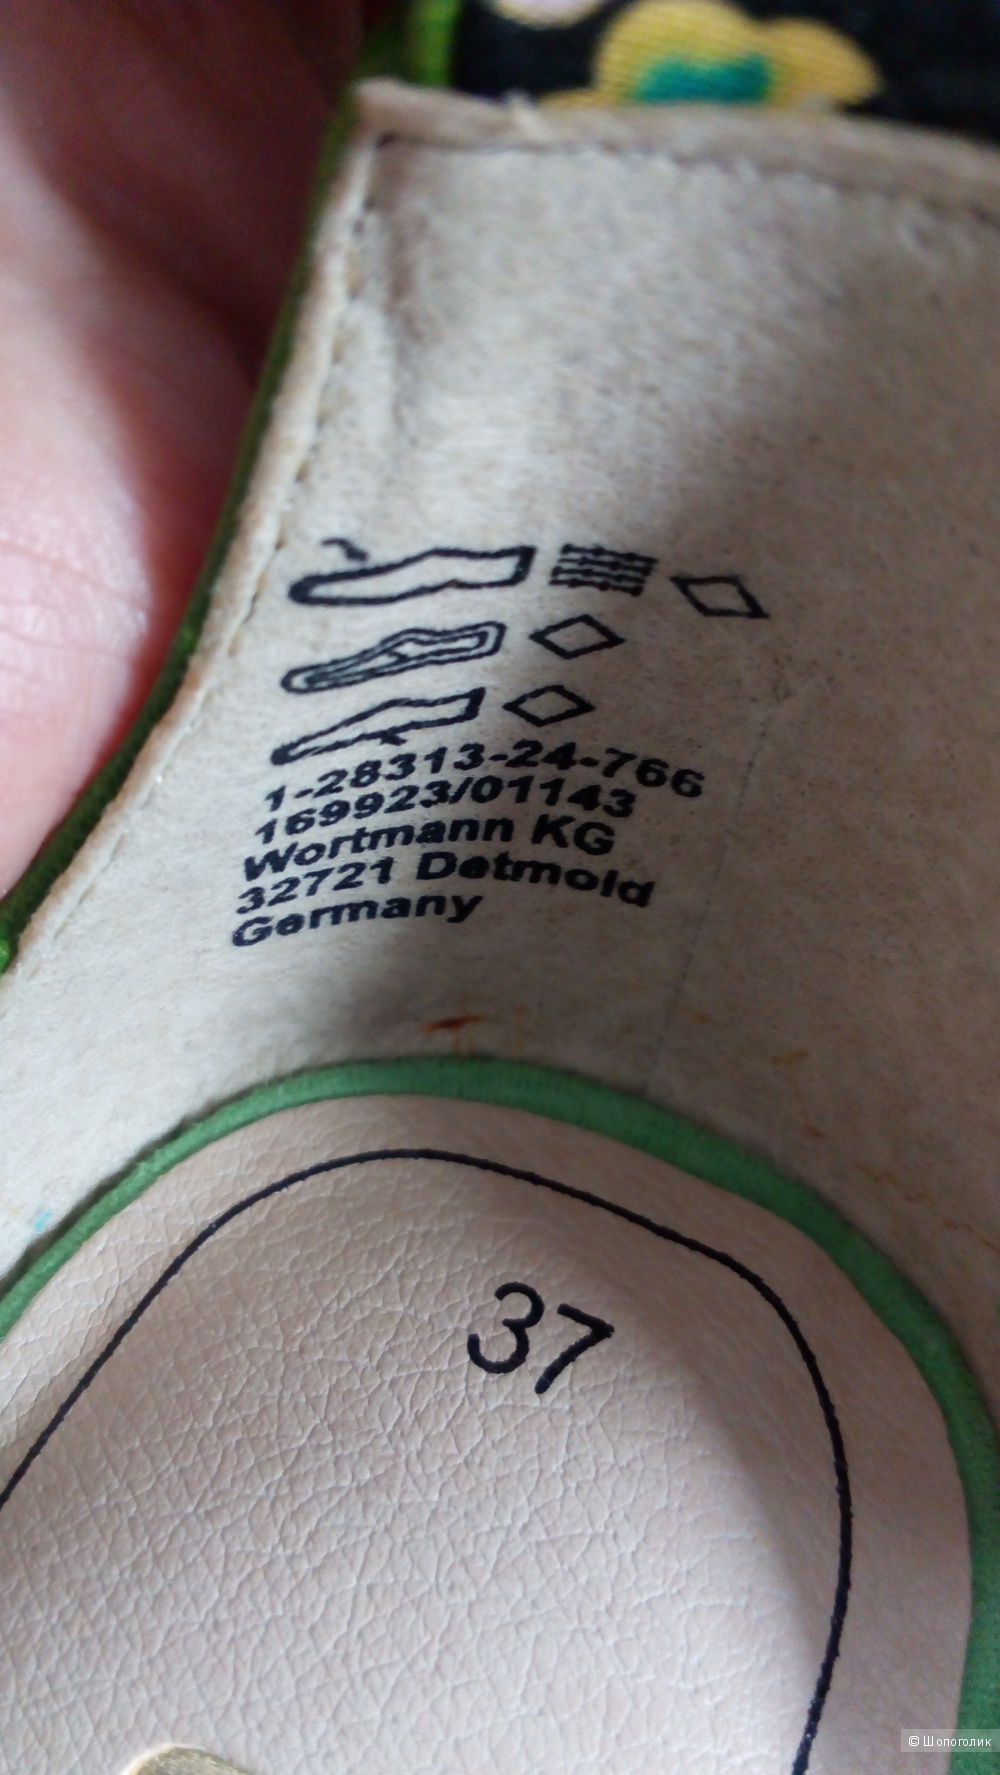 1-28313-24-766
169923/01143
Wortmann KG
32721 Detmold
Germany
37
© Шопоголик